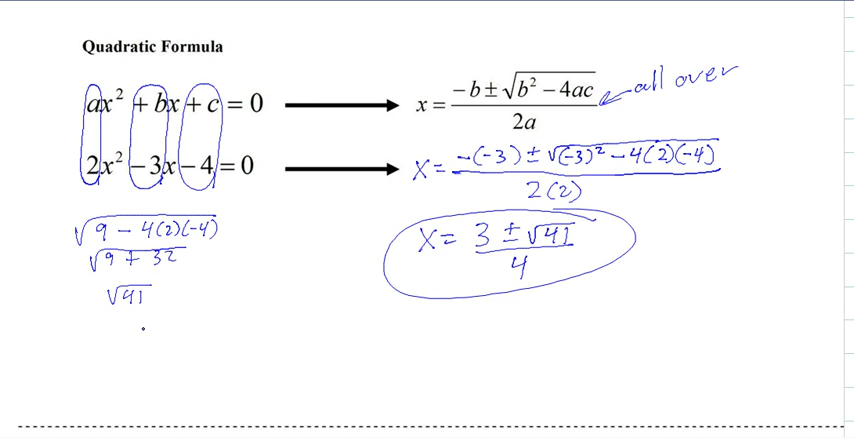 Quadratic Formula
ax² + bx + c = 0
x = (-b ± √(b² - 4ac)) / 2a
all over
2x² - 3x - 4 = 0
x = (-(-3) ± √((-3)² - 4(2)(-4))) / 2(2)
√(9 - 4(2)(-4))
√(9 + 32)
√41
x = (3 ± √41) / 4